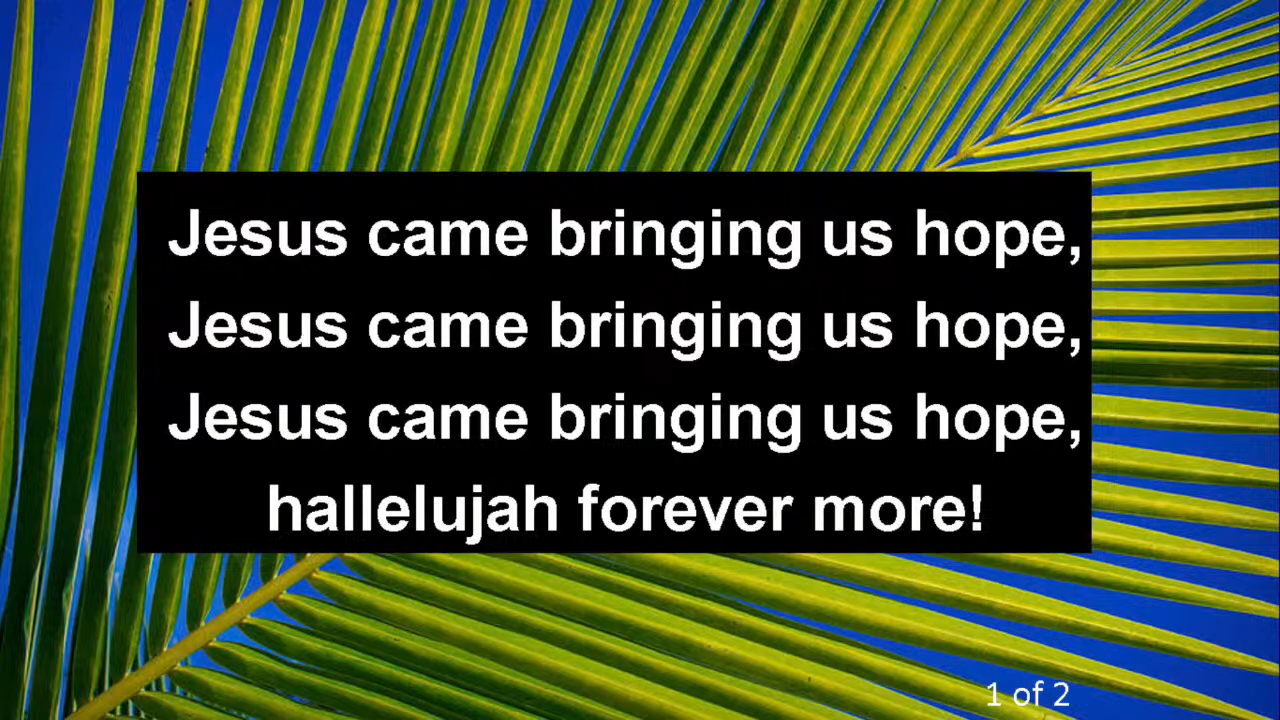 Jesus came bringing us hope,
Jesus came bringing us hope,
Jesus came bringing us hope,
hallelujah forever more!
1 of 2